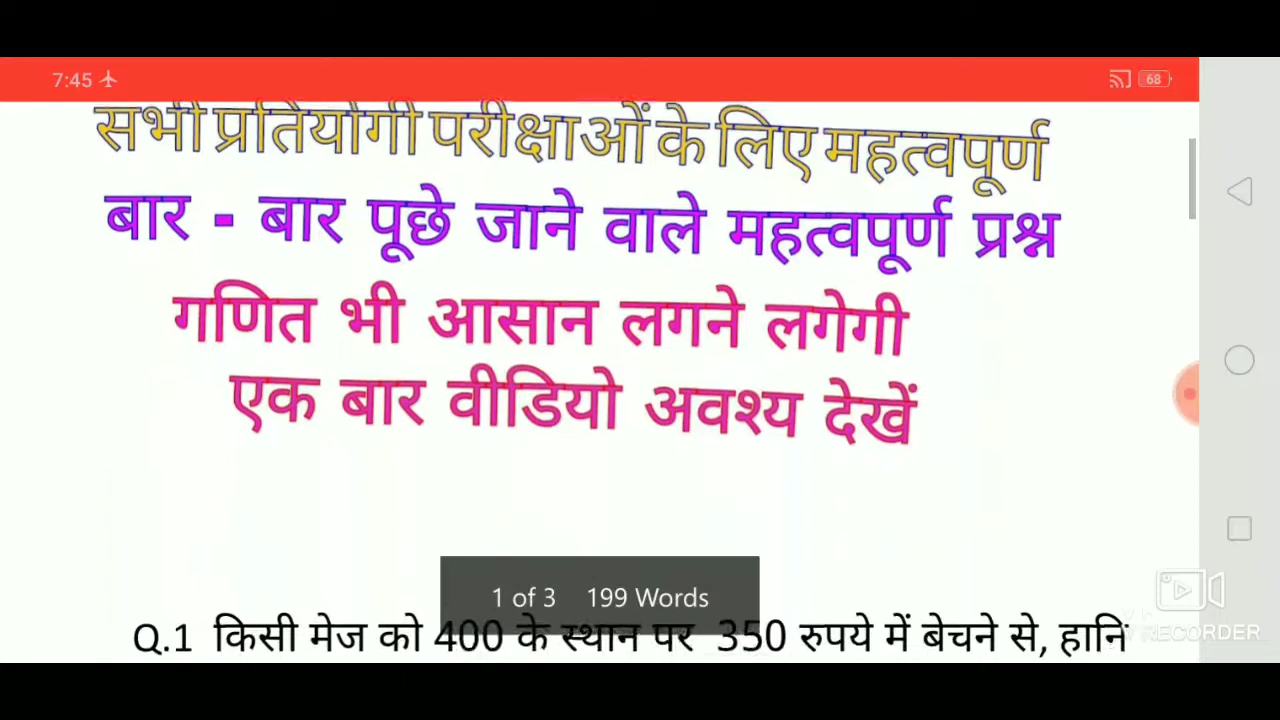 7:45 68
सभी प्रतियोगी परीक्षाओं के लिए महत्वपूर्ण
बार - बार पूछे जाने वाले महत्वपूर्ण प्रश्न
गणित भी आसान लगने लगेगी
एक बार वीडियो अवश्य देखें
1 of 3 199 Words
Q.1 किसी मेज को 400 के स्थान पर 350 रुपये में बेचने से, हानि
RECORDER